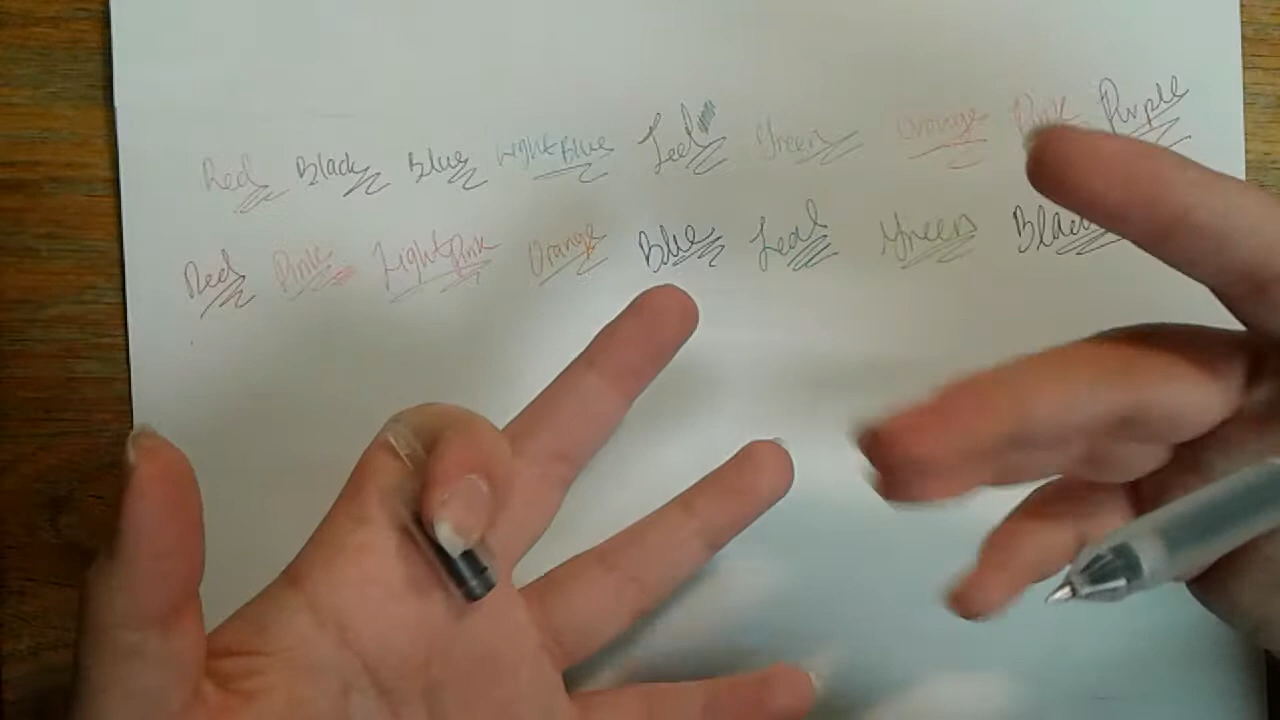 Red Black Blue Light Blue Teal Green Orange Pink Purple
Red Pink Light Pink Orange Blue Teal Green Black